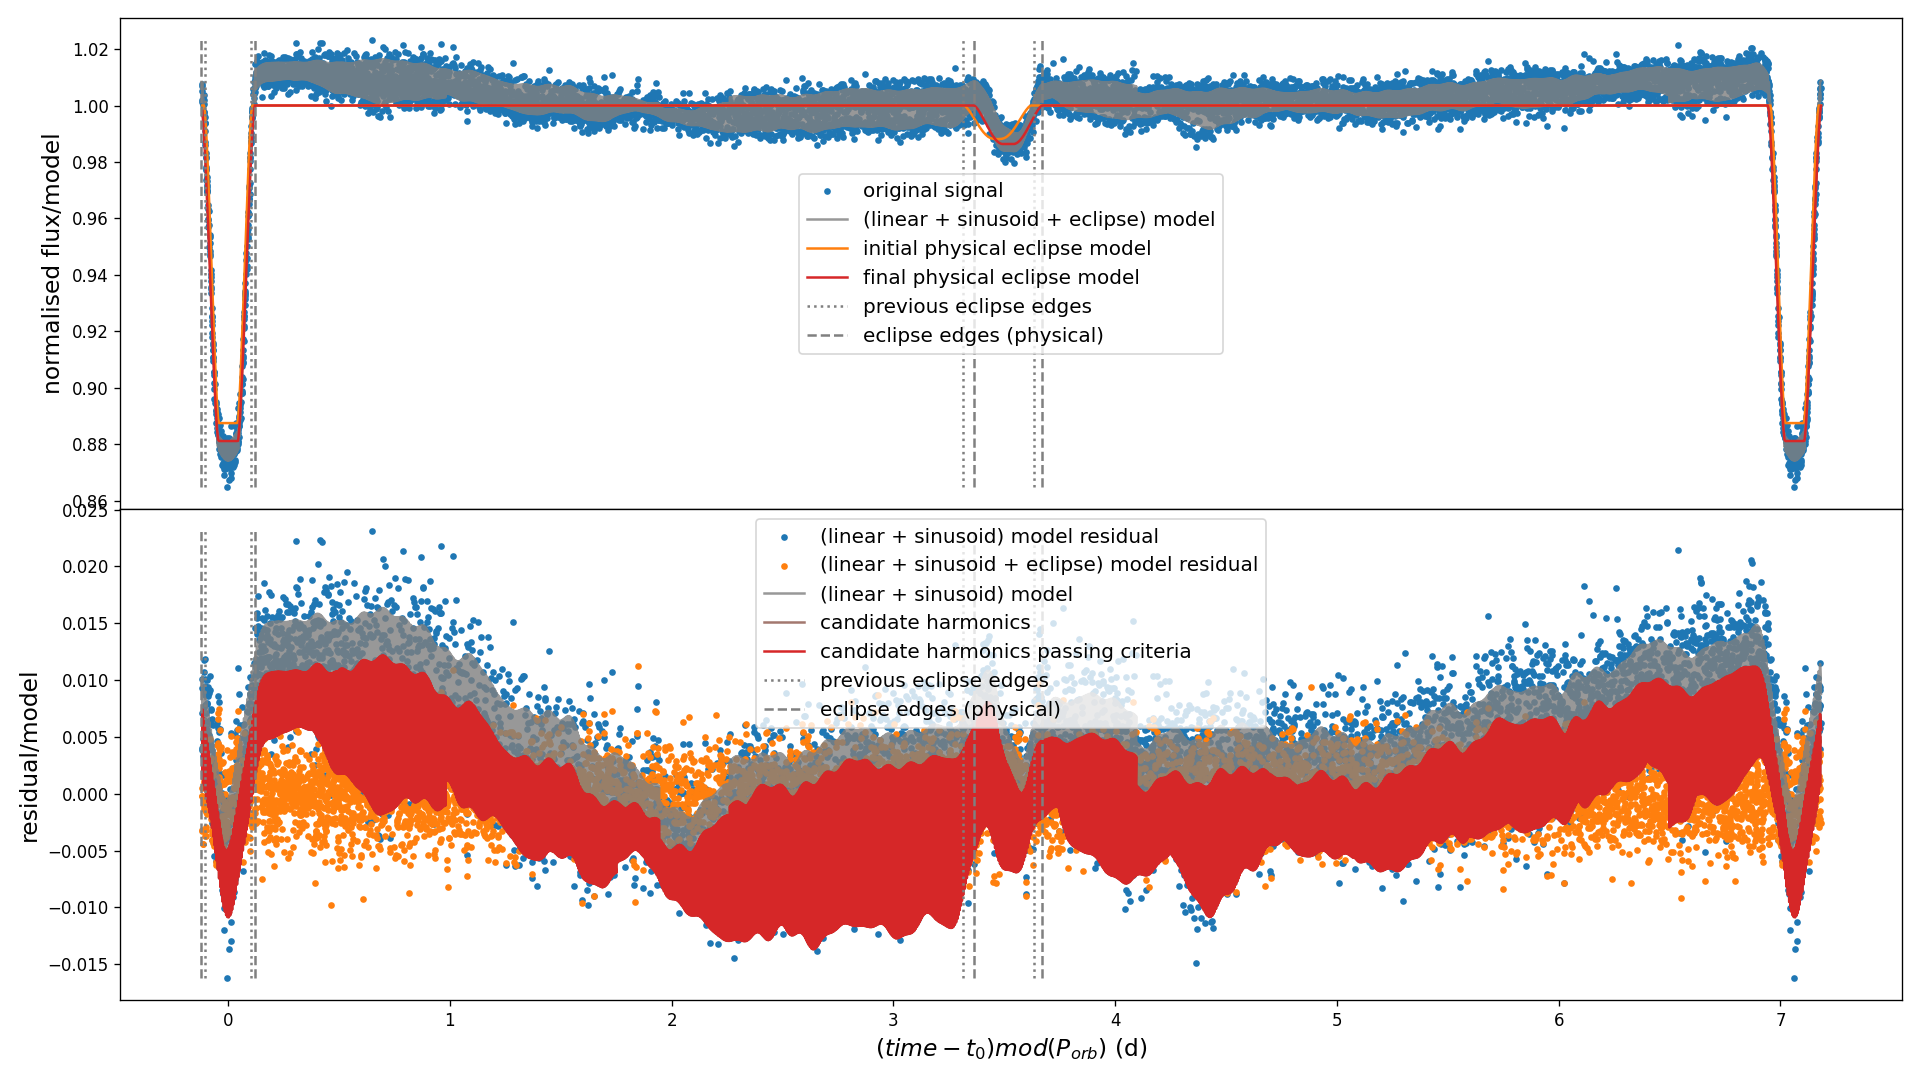 1.02
1.00
0.98
0.96
0.94
0.92
0.90
0.88
0.86
normalised flux/model
original signal
(linear + sinusoid + eclipse) model
initial physical eclipse model
final physical eclipse model
previous eclipse edges
eclipse edges (physical)
0.025
0.020
0.015
0.010
0.005
0.000
−0.005
−0.010
−0.015
residual/model
(linear + sinusoid) model residual
(linear + sinusoid + eclipse) model residual
(linear + sinusoid) model
candidate harmonics
candidate harmonics passing criteria
previous eclipse edges
eclipse edges (physical)
0 1 2 3 4 5 6 7
(time − t₀)mod(Pₒᵣb) (d)